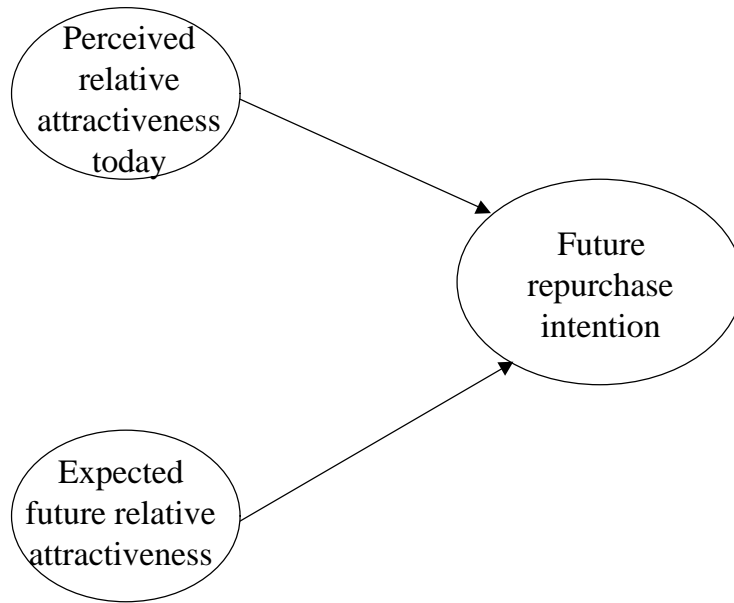 Perceived
relative
attractiveness
today
Future
repurchase
intention
Expected
future relative
attractiveness